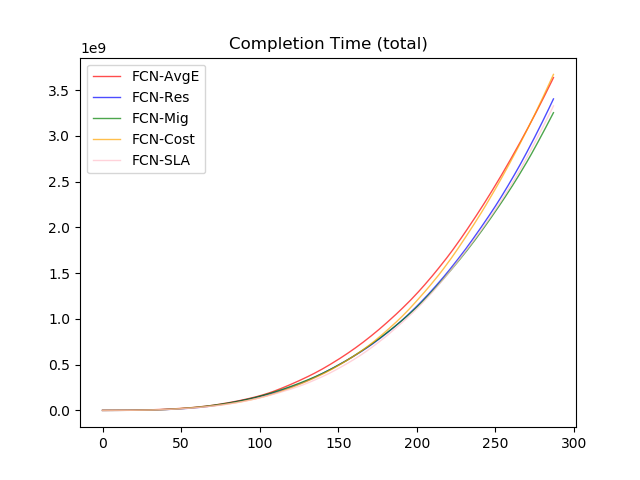 Completion Time (total)
1e9
FCN-AvgE
FCN-Res
FCN-Mig
FCN-Cost
FCN-SLA
3.5
3.0
2.5
2.0
1.5
1.0
0.5
0.0
0 50 100 150 200 250 300